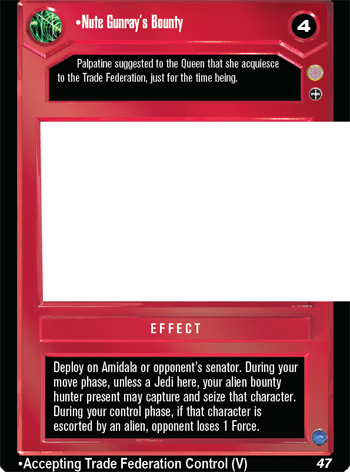 •Nute Gunray's Bounty
4
Palpatine suggested to the Queen that she acquiesce
to the Trade Federation, just for the time being.
EFFECT
Deploy on Amidala or opponent's senator. During your
move phase, unless a Jedi here, your alien bounty
hunter present may capture and seize that character.
During your control phase, if that character is
escorted by an alien, opponent loses 1 Force.
•Accepting Trade Federation Control (V)
47